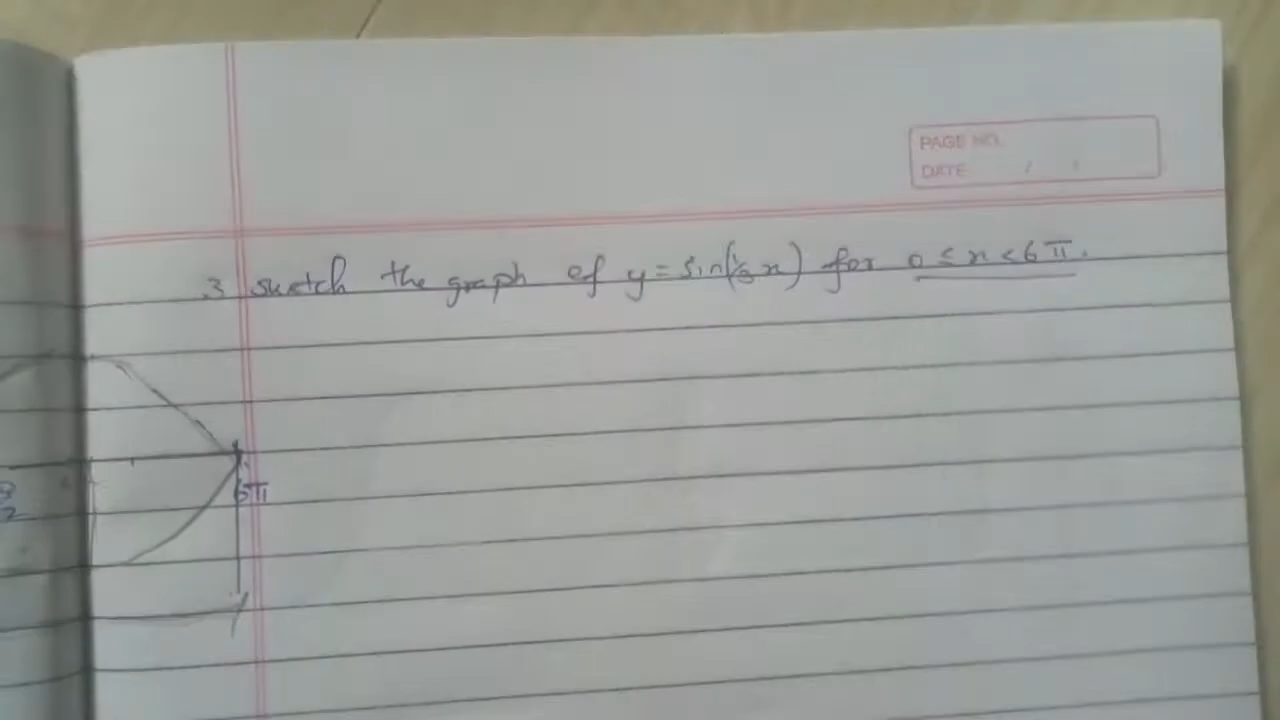 PAGE NO.
DATE / /
3 sketch the graph of y = sin(⅓x) for 0 ≤ x < 6π.
6π